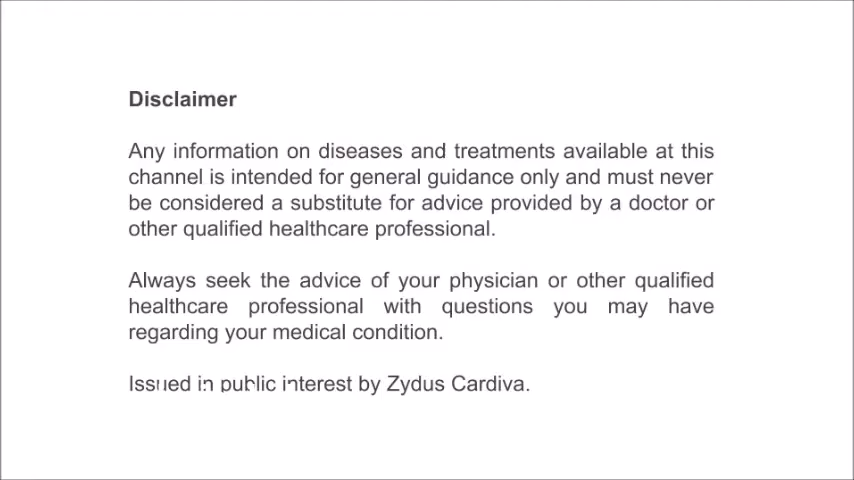 Disclaimer
Any information on diseases and treatments available at this
channel is intended for general guidance only and must never
be considered a substitute for advice provided by a doctor or
other qualified healthcare professional.
Always seek the advice of your physician or other qualified
healthcare professional with questions you may have
regarding your medical condition.
Issued in public interest by Zydus Cardiva.